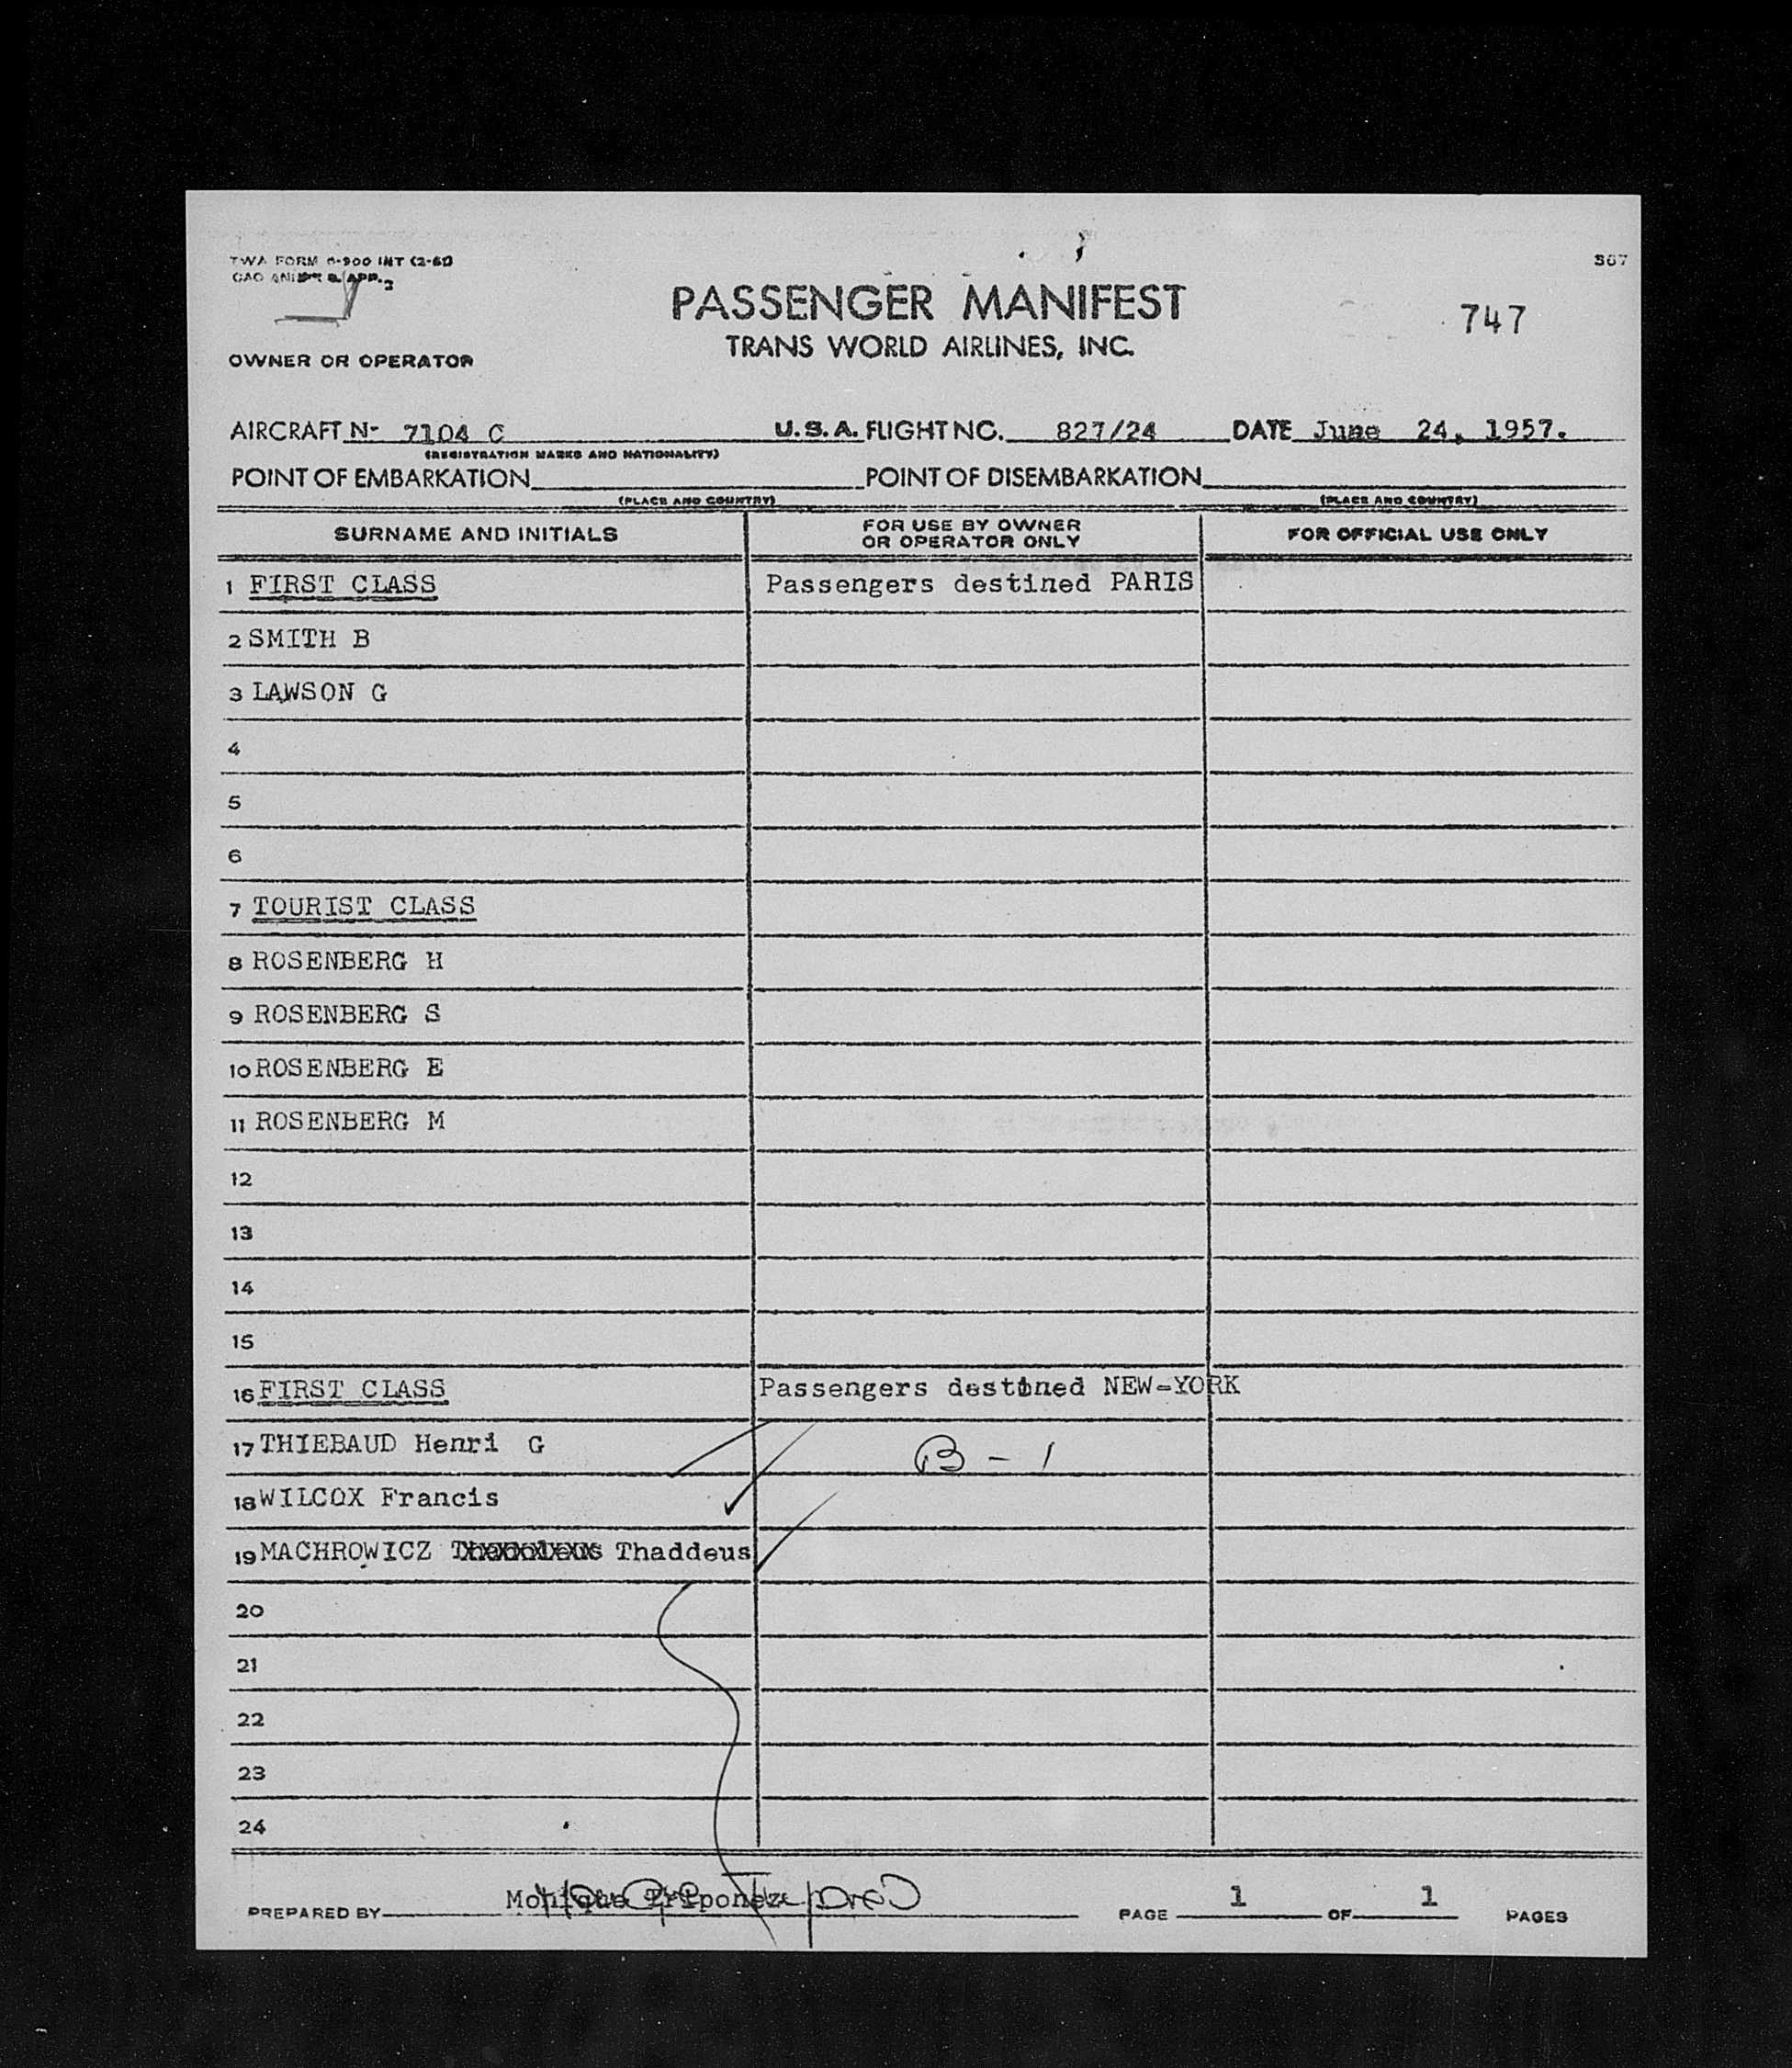 TWA FORM O-900 INT (2-51)
S67
PASSENGER MANIFEST
747
TRANS WORLD AIRLINES, INC.
OWNER OR OPERATOR
AIRCRAFT N- 7104 C U.S.A. FLIGHT NO. 827/24 DATE June 24, 1957.
(REGISTRATION MARKS AND NATIONALITY)
POINT OF EMBARKATION POINT OF DISEMBARKATION
(PLACE AND COUNTRY) (PLACE AND COUNTRY)
SURNAME AND INITIALS FOR USE BY OWNER OR OPERATOR ONLY FOR OFFICIAL USE ONLY
1 FIRST CLASS Passengers destined PARIS
2 SMITH B
3 LAWSON G
4
5
6
7 TOURIST CLASS
8 ROSENBERG H
9 ROSENBERG S
10 ROSENBERG E
11 ROSENBERG M
12
13
14
15
16 FIRST CLASS Passengers destined NEW-YORK
17 THIEBAUD Henri G B - 1
18 WILCOX Francis
19 MACHROWICZ Thaddeus
20
21
22
23
24
PREPARED BY Monique Triponez PAGE 1 OF 1 PAGES